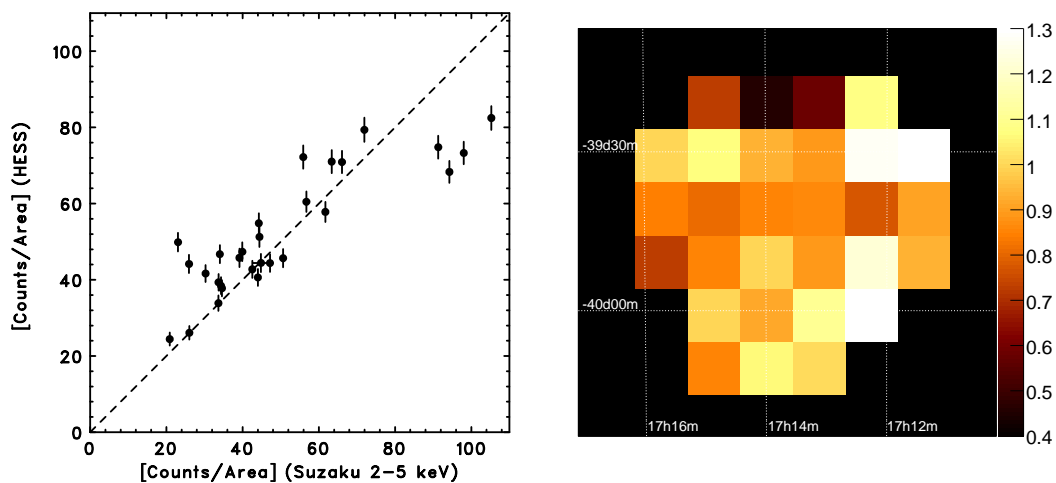 100
80
60
40
20
0
0 20 40 60 80 100
[Counts/Area] (HESS)
[Counts/Area] (Suzaku 2−5 keV)
-39d30m
-40d00m
17h16m 17h14m 17h12m
1.3
1.2
1.1
1
0.9
0.8
0.7
0.6
0.5
0.4